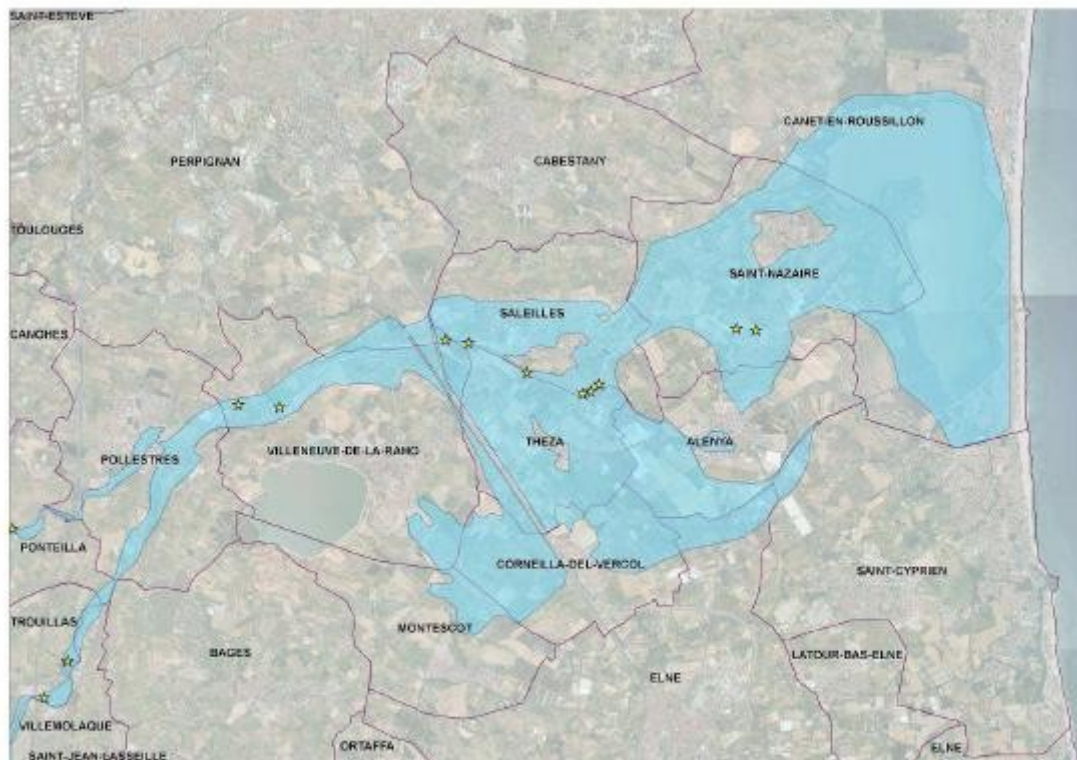 SAINT-ESTEVE
CANET-EN-ROUSSILLON
PERPIGNAN
CABESTANY
TOULOUGES
SAINT-NAZAIRE
SALEILLES
CANOHES
THEZA
ALENYA
VILLENEUVE-DE-LA-RAHO
POLLESTRES
PONTEILLA
CORNEILLA-DEL-VERCOL
SAINT-CYPRIEN
TROUILLAS
MONTESCOT
BAGES
LATOUR-BAS-ELNE
ELNE
VILLEMOLAQUE
ORTAFFA
ELNE
SAINT-JEAN-LASSEILLE